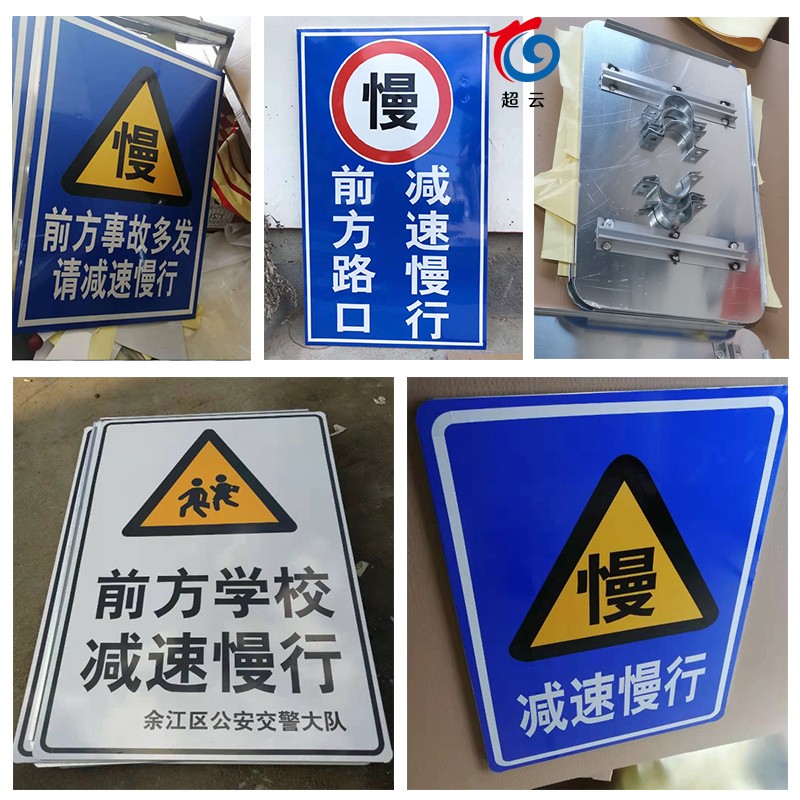 慢
前方事故多发
请减速慢行
慢
前方路口
减速慢行
超云
前方学校
减速慢行
余江区公安交警大队
慢
减速慢行